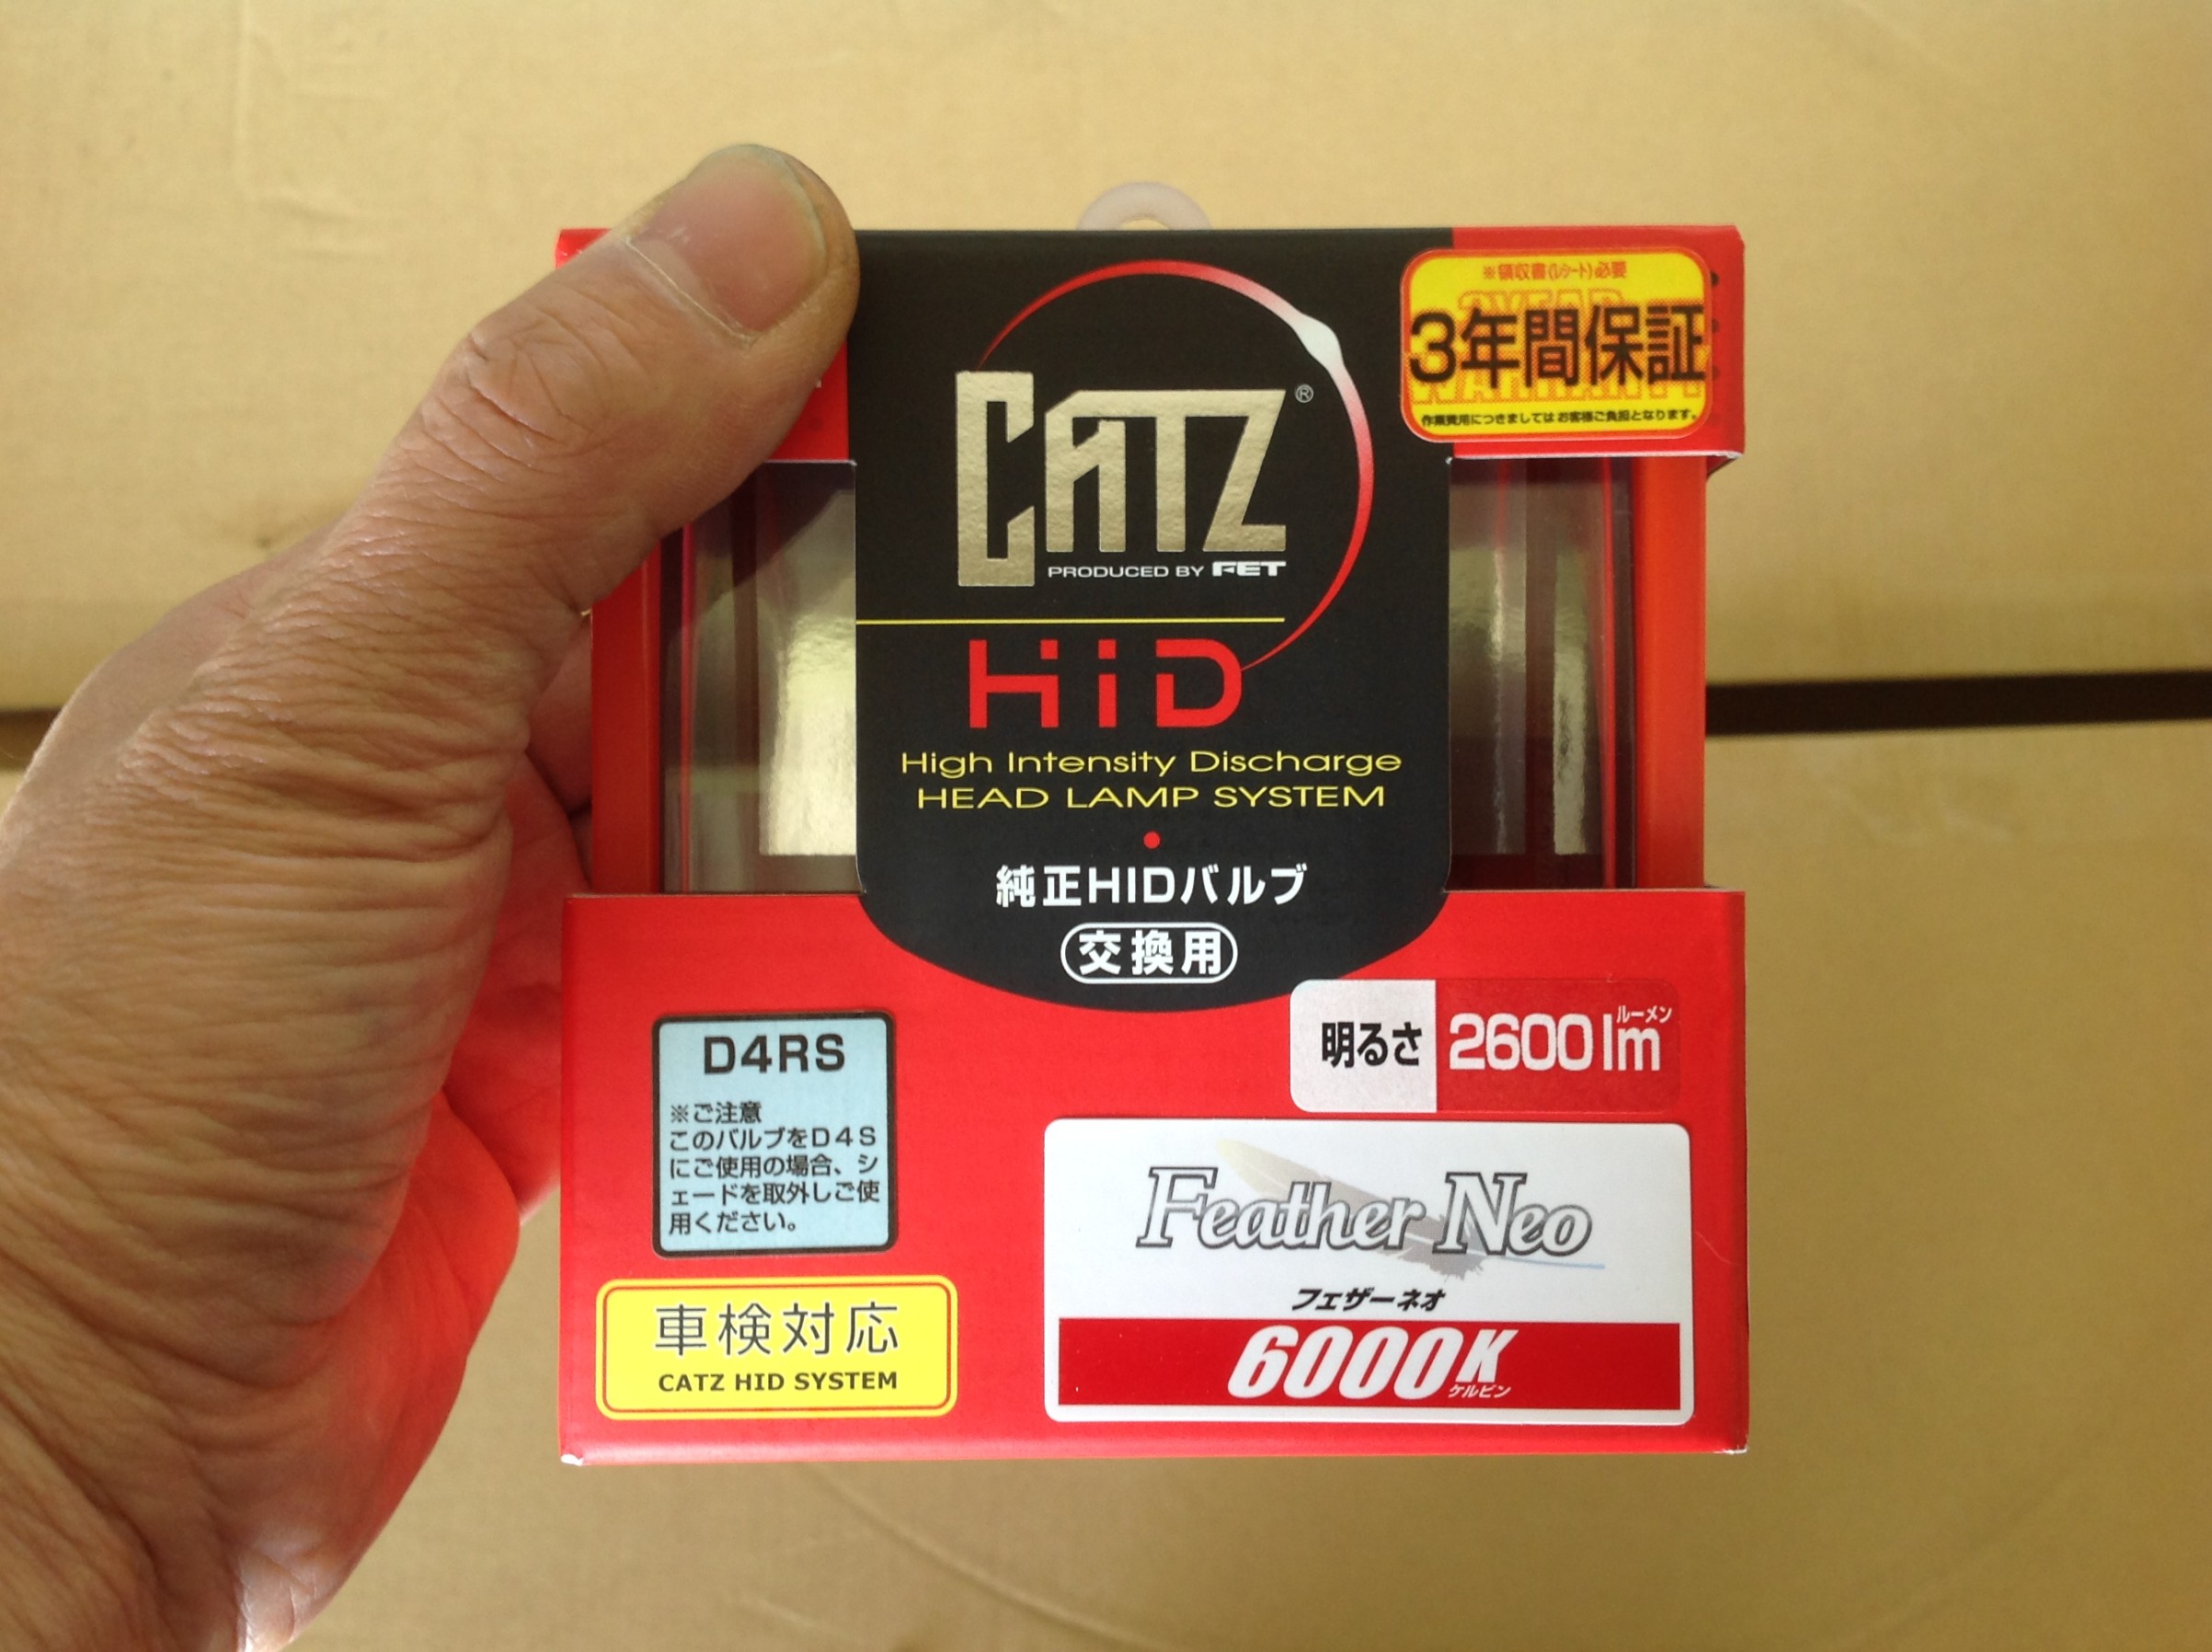 ※領収書(レシート)必要
3年間保証
作業費用につきましてはお客様ご負担となります。
CATZ®
PRODUCED BY FET
HiD
High Intensity Discharge
HEAD LAMP SYSTEM
純正HIDバルブ
交換用
明るさ 2600lm ルーメン
D4RS
※ご注意
このバルブをD4S
にご使用の場合、シ
ェードを取外しご使
用ください。
Feather Neo
フェザーネオ
6000K
ケルビン
車検対応
CATZ HID SYSTEM